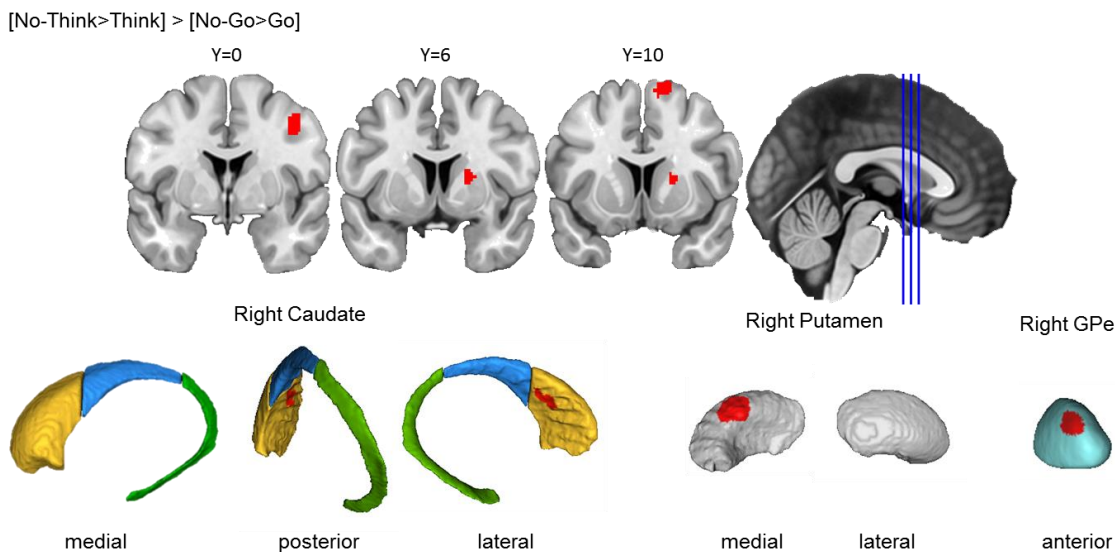 [No-Think>Think] > [No-Go>Go]
Y=0 Y=6 Y=10
Right Caudate Right Putamen Right GPe
medial posterior lateral medial lateral anterior